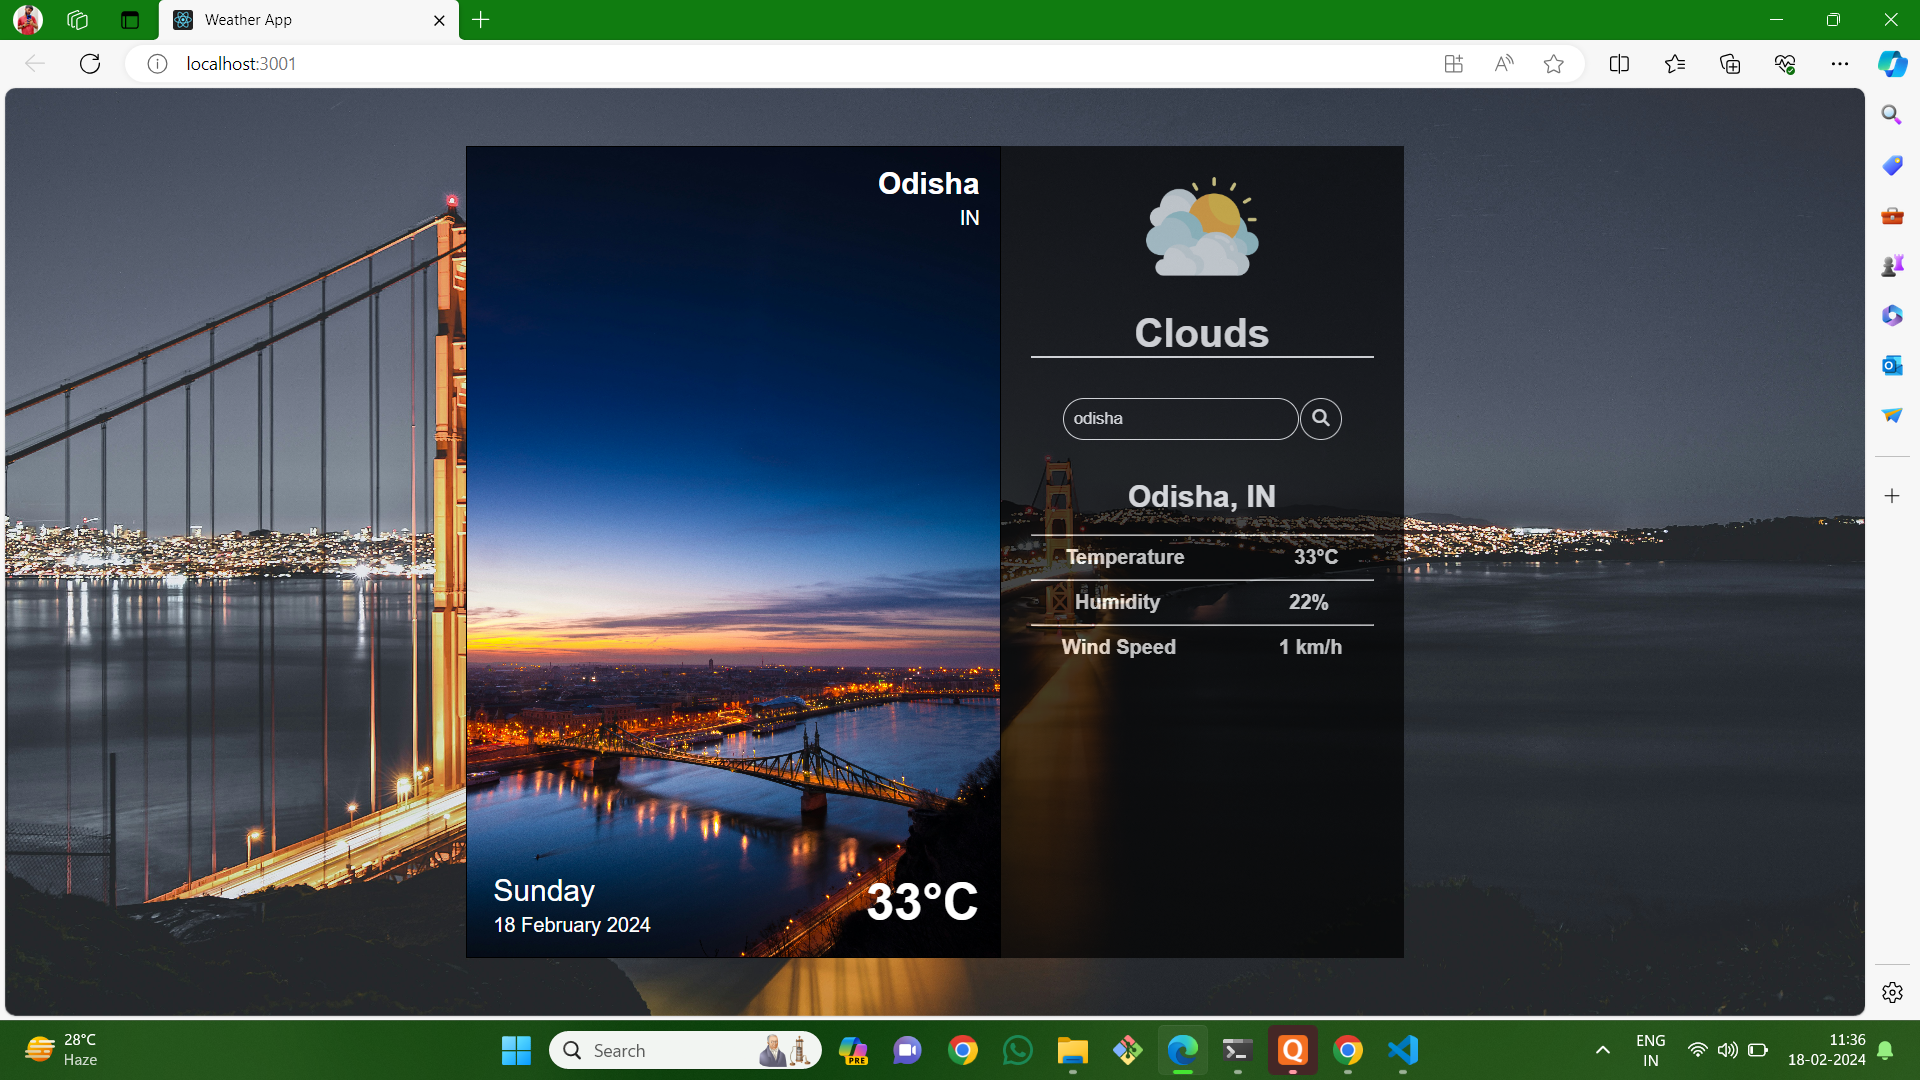 Weather App
localhost:3001
Odisha
IN
Sunday
18 February 2024
33°C
Clouds
odisha
Odisha, IN
Temperature 33°C
Humidity 22%
Wind Speed 1 km/h
28°C
Haze
Search
PRE
ENG
IN
11:36
18-02-2024